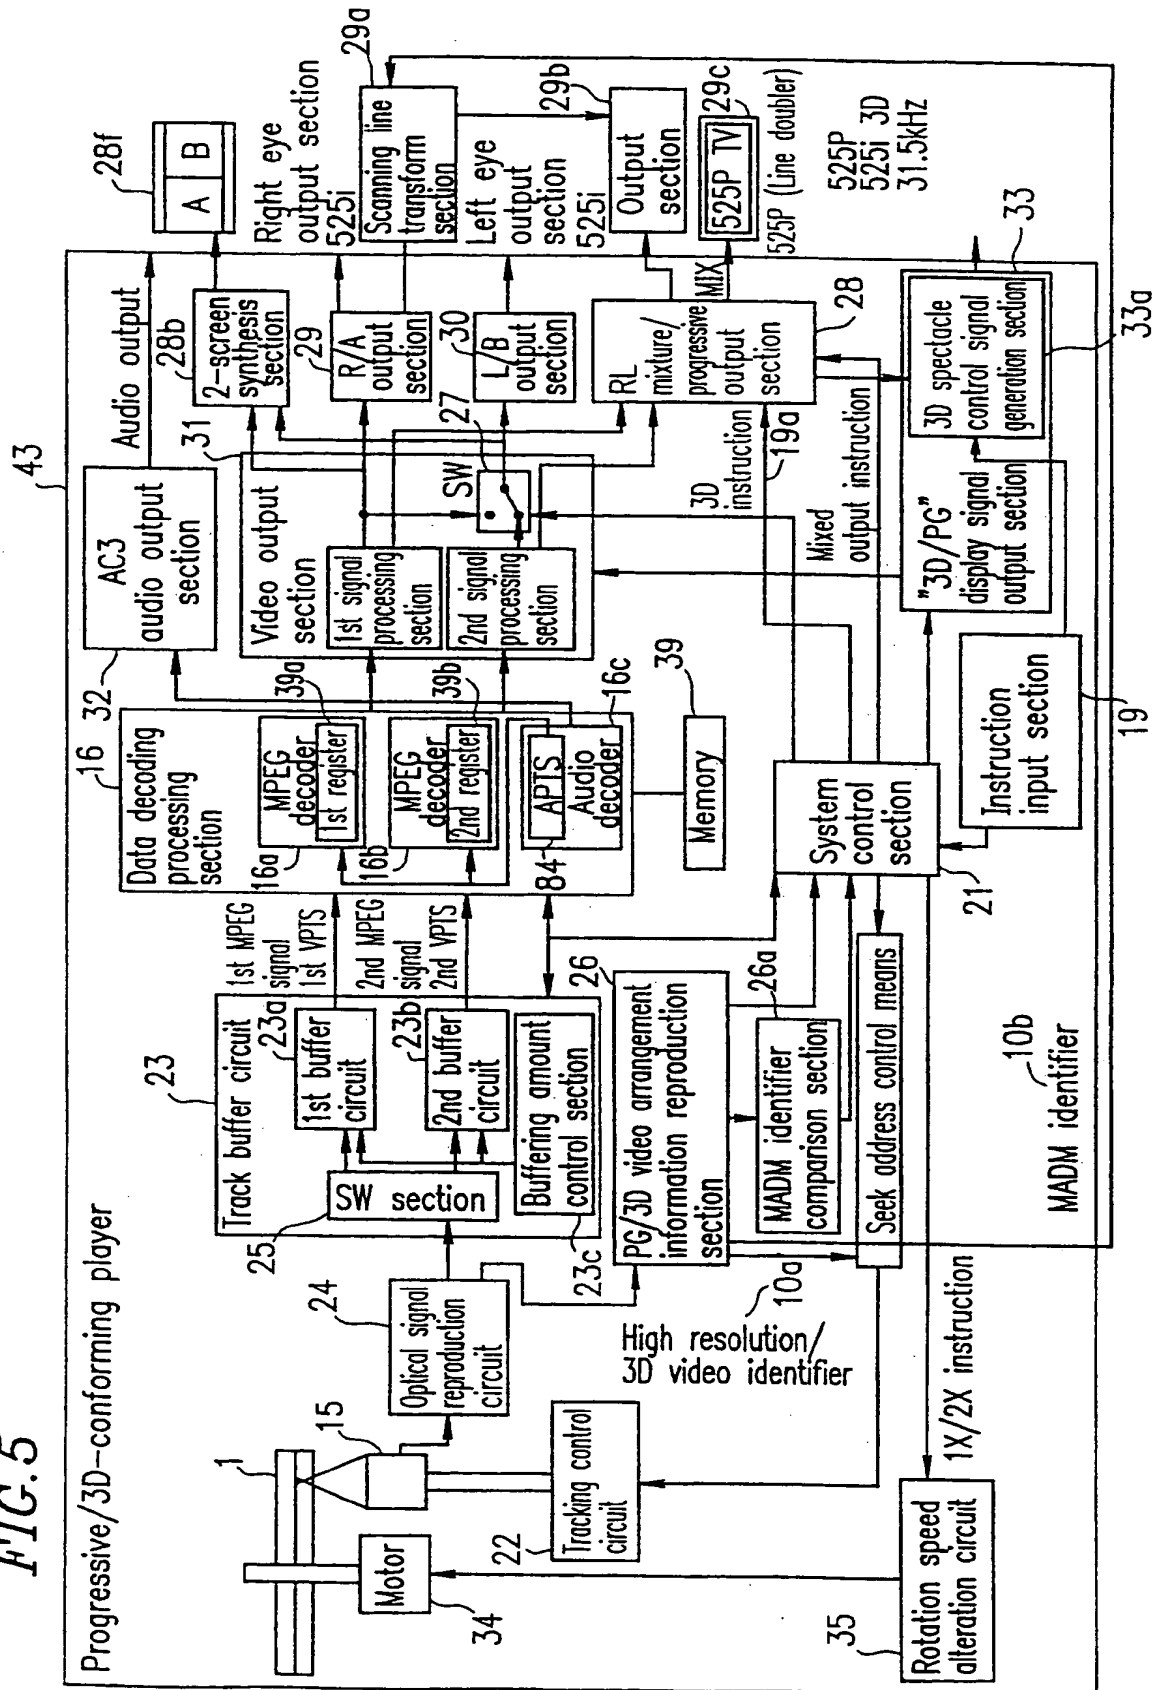 FIG.5
Progressive/3D-conforming player
43
1
15
Motor
34
22
Tracking control
circuit
35
Rotation speed
alteration circuit
24
Optical signal
reproduction
circuit
High resolution/
3D video identifier
10a
1X/2X instruction
23
Track buffer circuit
25
SW section
23a
1st buffer
circuit
23b
2nd buffer
circuit
Buffering amount
control section
23c
1st MPEG
signal
1st VPTS
2nd MPEG
signal
2nd VPTS
26
PG/3D video arrangement
information reproduction
section
26a
MADM identifier
comparison section
Seek address control means
10b
MADM identifier
16
Data decoding
processing
section
16a
MPEG
decoder
39a
1st register
16b
MPEG
decoder
39b
2nd register
84
APTS
Audio
decoder
16c
39
Memory
System
control
section
21
Instruction
input section
19
32
AC3
audio output
section
Audio output
31
Video output
section
1st signal
processing
section
2nd signal
processing
section
SW
27
3D
instruction
19a
Mixed
output instruction
"3D/PG"
display signal
output section
3D spectacle
control signal
generation section
33
33a
28b
2-screen
synthesis
section
29
R/A
output
section
30
L/B
output
section
RL
mixture/
progressive
output
section
28
MIX
28f
A
B
Right eye
output section
525i
29a
Scanning line
transform
section
Left eye
output
section
525i
29b
Output
section
29c
525P TV
525P (Line doubler)
525P
525i 3D
31.5kHz